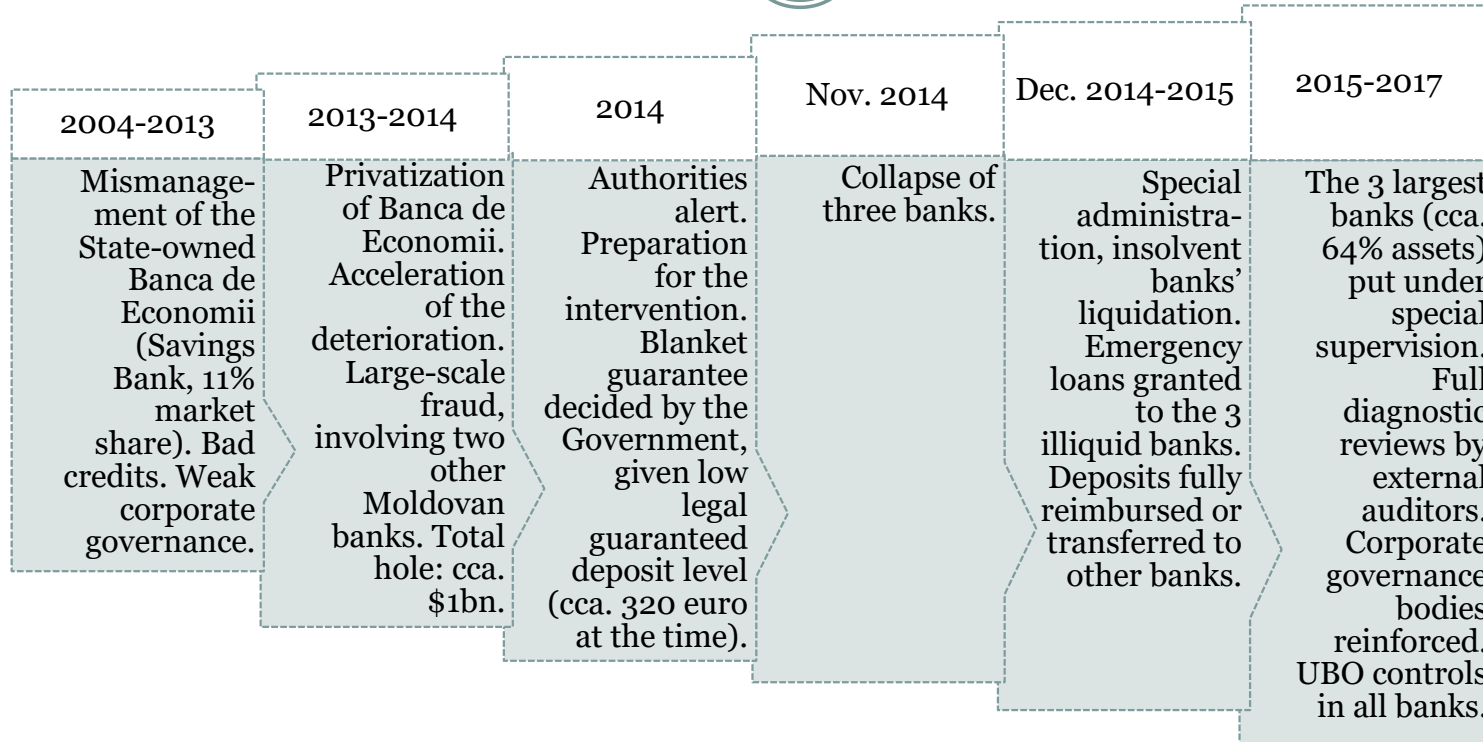 2004-2013
Mismanage-
ment of the
State-owned
Banca de
Economii
(Savings
Bank, 11%
market
share). Bad
credits. Weak
corporate
governance.
2013-2014
Privatization
of Banca de
Economii.
Acceleration
of the
deterioration.
Large-scale
fraud,
involving two
other
Moldovan
banks. Total
hole: cca.
$1bn.
2014
Authorities
alert.
Preparation
for the
intervention.
Blanket
guarantee
decided by the
Government,
given low
legal
guaranteed
deposit level
(cca. 320 euro
at the time).
Nov. 2014
Collapse of
three banks.
Dec. 2014-2015
Special
administra-
tion, insolvent
banks’
liquidation.
Emergency
loans granted
to the 3
illiquid banks.
Deposits fully
reimbursed or
transferred to
other banks.
2015-2017
The 3 largest
banks (cca.
64% assets)
put under
special
supervision.
Full
diagnostic
reviews by
external
auditors.
Corporate
governance
bodies
reinforced.
UBO controls
in all banks.